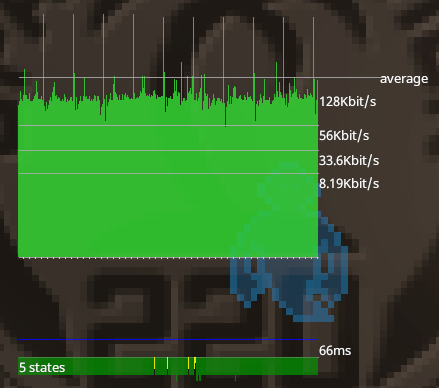 average
128Kbit/s
56Kbit/s
33.6Kbit/s
8.19Kbit/s
66ms
5 states